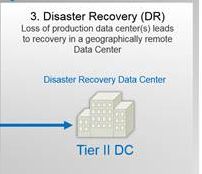 3. Disaster Recovery (DR)
Loss of production data center(s) leads
to recovery in a geographically remote
Data Center
Disaster Recovery Data Center
Tier II DC